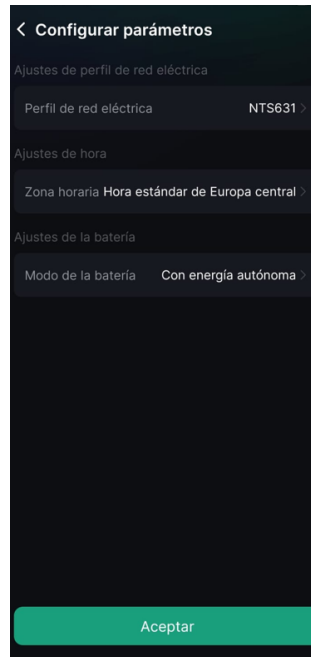 Configurar parámetros
Ajustes de perfil de red eléctrica
Perfil de red eléctrica NTS631
Ajustes de hora
Zona horaria Hora estándar de Europa central
Ajustes de la batería
Modo de la batería Con energía autónoma
Aceptar